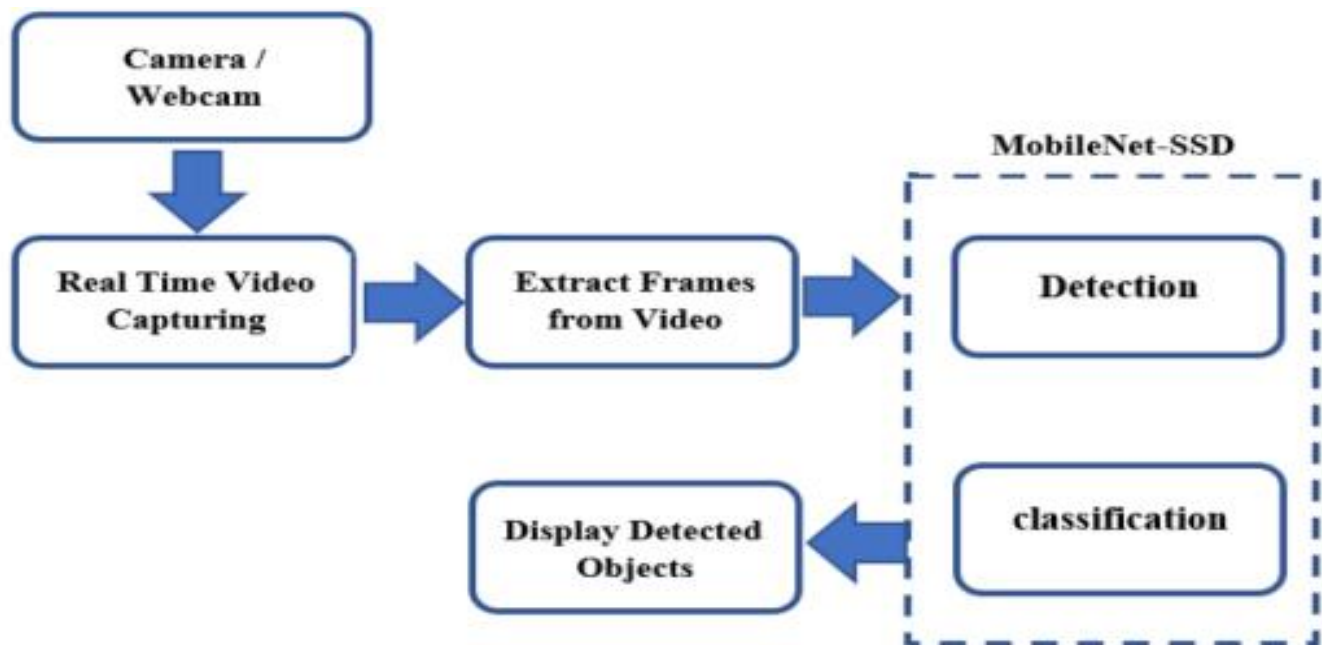 Camera /
Webcam
Real Time Video
Capturing
Extract Frames
from Video
MobileNet-SSD
Detection
classification
Display Detected
Objects